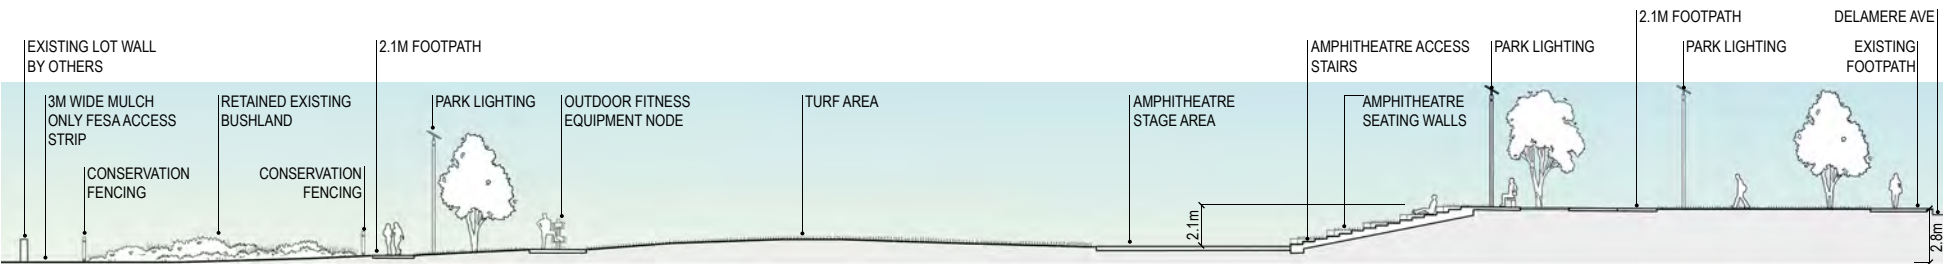 EXISTING LOT WALL
BY OTHERS
3M WIDE MULCH
ONLY FESA ACCESS
STRIP
CONSERVATION
FENCING
RETAINED EXISTING
BUSHLAND
CONSERVATION
FENCING
2.1M FOOTPATH
PARK LIGHTING
OUTDOOR FITNESS
EQUIPMENT NODE
TURF AREA
AMPHITHEATRE
STAGE AREA
2.1m
AMPHITHEATRE ACCESS
STAIRS
AMPHITHEATRE
SEATING WALLS
PARK LIGHTING
2.1M FOOTPATH
PARK LIGHTING
DELAMERE AVE
EXISTING
FOOTPATH
2.8m